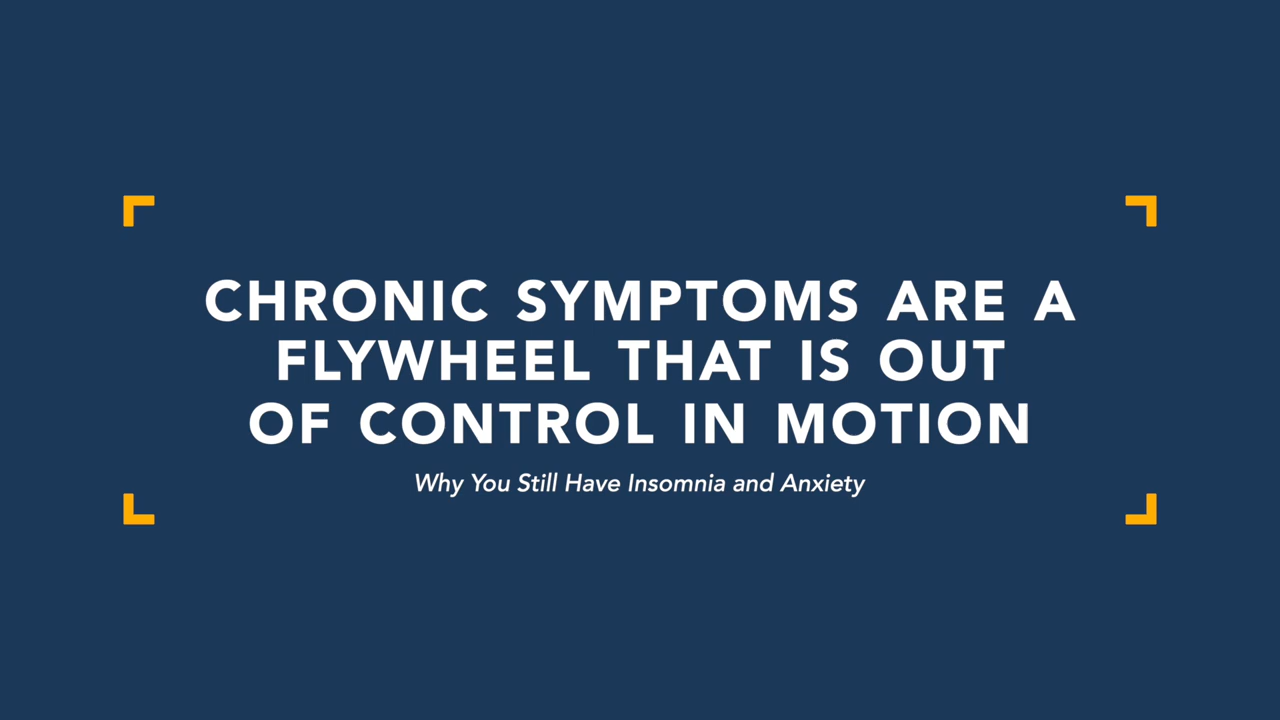 CHRONIC SYMPTOMS ARE A
FLYWHEEL THAT IS OUT
OF CONTROL IN MOTION
Why You Still Have Insomnia and Anxiety